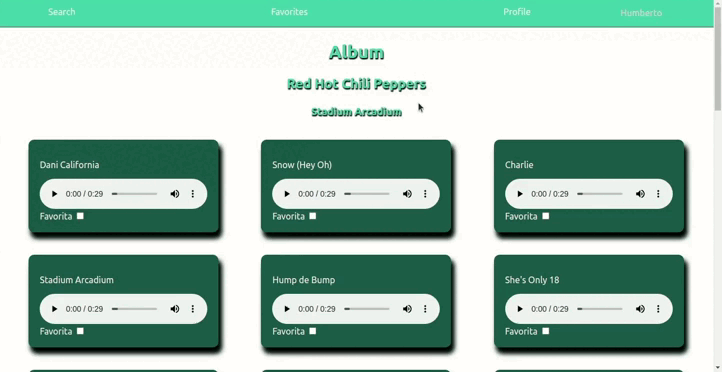 Search Favorites Profile Humberto
Album
Red Hot Chili Peppers
Stadium Arcadium
Dani California Snow (Hey Oh) Charlie
0:00 / 0:29 0:00 / 0:29 0:00 / 0:29
Favorita Favorita Favorita
Stadium Arcadium Hump de Bump She's Only 18
0:00 / 0:29 0:00 / 0:29 0:00 / 0:29
Favorita Favorita Favorita